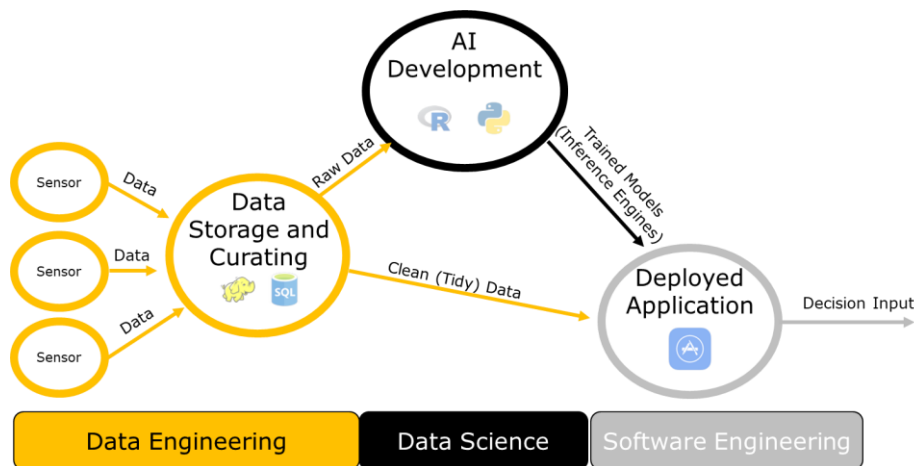 AI
Development
R
Trained Models
(Inference Engines)
Raw Data
Sensor
Data
Sensor
Data
Sensor
Data
Data
Storage and
Curating
SQL
Clean (Tidy) Data
Deployed
Application
Decision Input
Data Engineering
Data Science
Software Engineering